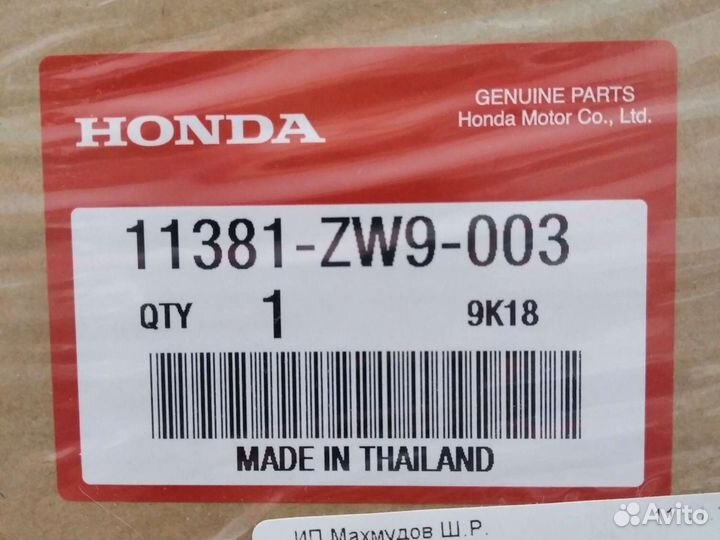 HONDA
GENUINE PARTS
Honda Motor Co., Ltd.
11381-ZW9-003
QTY 1 9K18
MADE IN THAILAND
ИП Махмудов Ш.Р.
Avito